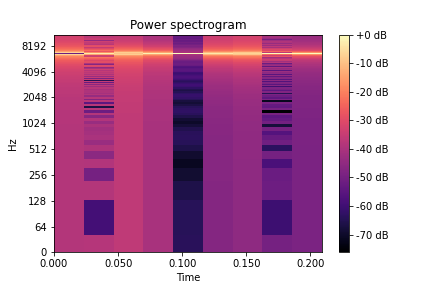 Power spectrogram
8192
4096
2048
1024
512
256
128
64
0
Hz
0.000 0.050 0.100 0.150 0.200
Time
+0 dB
-10 dB
-20 dB
-30 dB
-40 dB
-50 dB
-60 dB
-70 dB